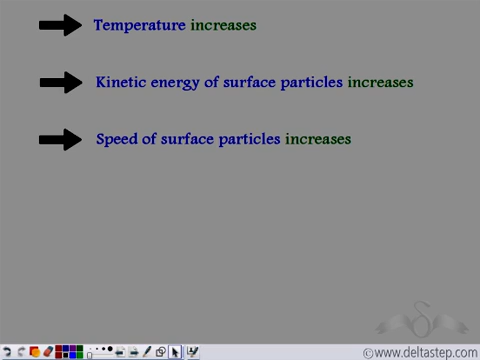 Temperature increases
Kinetic energy of surface particles increases
Speed of surface particles increases
©www.deltastep.com